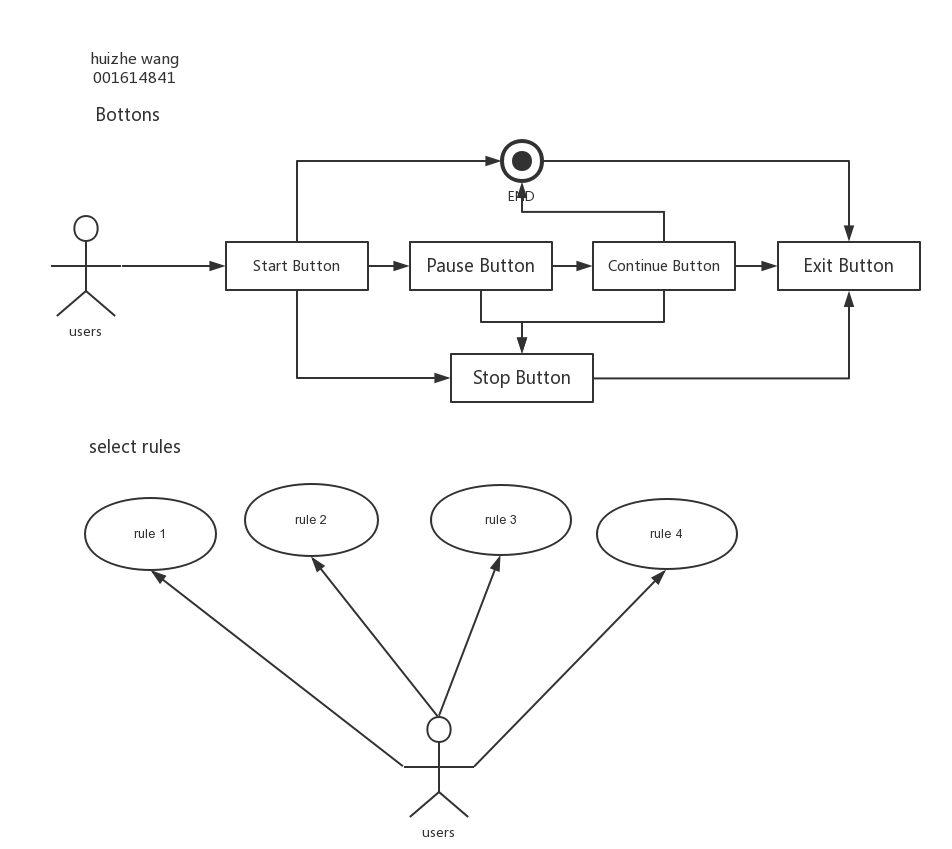 huizhe wang
001614841
Bottons
END
Start Button
Pause Button
Continue Button
Exit Button
users
Stop Button
select rules
rule 1
rule 2
rule 3
rule 4
users